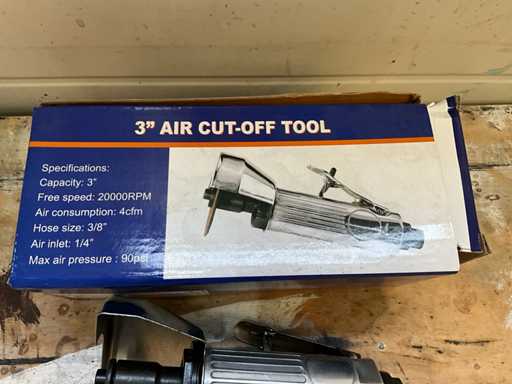 3" AIR CUT-OFF TOOL
Specifications:
Capacity: 3"
Free speed: 20000RPM
Air consumption: 4cfm
Hose size: 3/8"
Air inlet: 1/4"
Max air pressure : 90psi